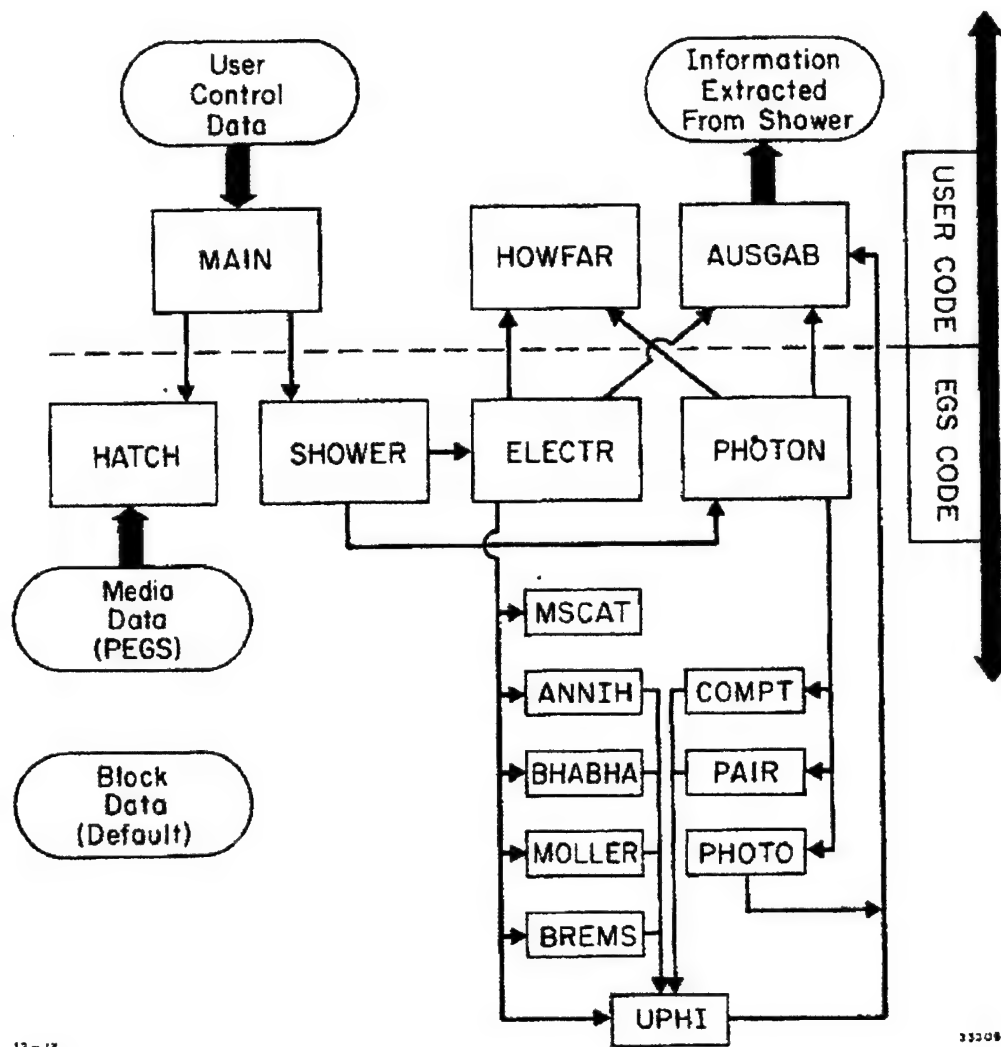 User
Control
Data
Information
Extracted
From Shower
MAIN
HOWFAR
AUSGAB
USER CODE
HATCH
SHOWER
ELECTR
PHOTON
EGS CODE
Media
Data
(PEGS)
MSCAT
ANNIH
COMPT
Block
Data
(Default)
BHABHA
PAIR
MOLLER
PHOTO
BREMS
UPHI